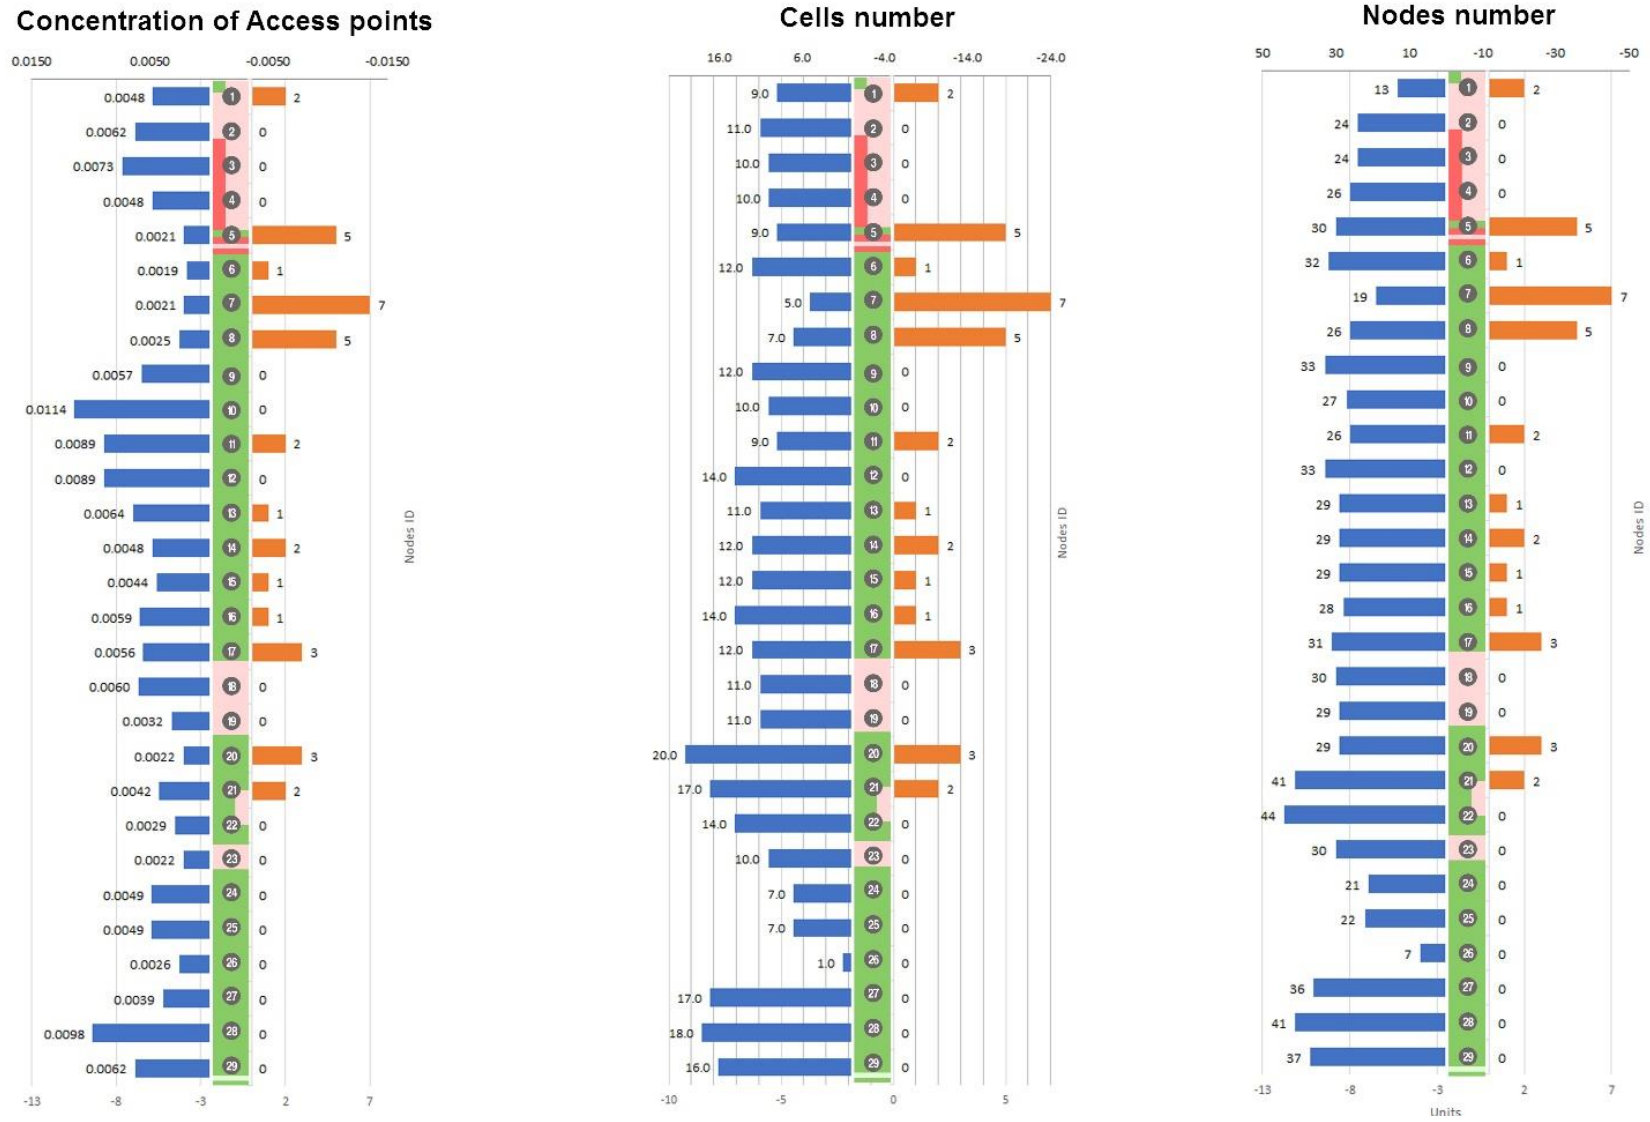 Concentration of Access points
0.0150 0.0050 -0.0050 -0.0150
0.0048 1 2
0.0062 2 0
0.0073 3 0
0.0048 4 0
0.0021 5 5
0.0019 6 1
0.0021 7 7
0.0025 8 5
0.0057 9 0
0.0114 10 0
0.0089 11 2
0.0089 12 0
0.0064 13 1
0.0048 14 2
0.0044 15 1
0.0059 16 1
0.0056 17 3
0.0060 18 0
0.0032 19 0
0.0022 20 3
0.0042 21 2
0.0029 22 0
0.0022 23 0
0.0049 24 0
0.0049 25 0
0.0026 26 0
0.0039 27 0
0.0098 28 0
0.0062 29 0
-13 -8 -3 2 7
Nodes ID
Cells number
16.0 6.0 -4.0 -14.0 -24.0
9.0 1 2
11.0 2 0
10.0 3 0
10.0 4 0
9.0 5 5
12.0 6 1
5.0 7 7
7.0 8 5
12.0 9 0
10.0 10 0
9.0 11 2
14.0 12 0
11.0 13 1
12.0 14 2
12.0 15 1
14.0 16 1
12.0 17 3
11.0 18 0
11.0 19 0
20.0 20 3
17.0 21 2
14.0 22 0
10.0 23 0
7.0 24 0
7.0 25 0
1.0 26 0
17.0 27 0
18.0 28 0
16.0 29 0
-10 -5 0 5
Nodes ID
Nodes number
50 30 10 -10 -30 -50
13 1 2
24 2 0
24 3 0
26 4 0
30 5 5
32 6 1
19 7 7
26 8 5
33 9 0
27 10 0
26 11 2
33 12 0
29 13 1
29 14 2
29 15 1
28 16 1
31 17 3
30 18 0
29 19 0
29 20 3
41 21 2
44 22 0
30 23 0
21 24 0
22 25 0
7 26 0
36 27 0
41 28 0
37 29 0
-13 -8 -3 2 7
Units
Nodes ID